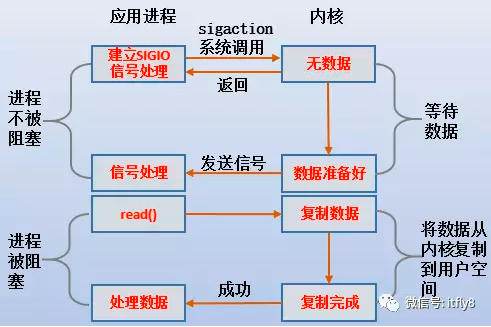 应用进程
内核
sigaction
系统调用
建立SIGIO
信号处理
无数据
返回
进程
不被
阻塞
等待
数据
发送信号
信号处理
数据准备好
read()
复制数据
进程
被阻
塞
将数据从
内核复制
到用户空
间
成功
处理数据
复制完成
微信号: itfly8